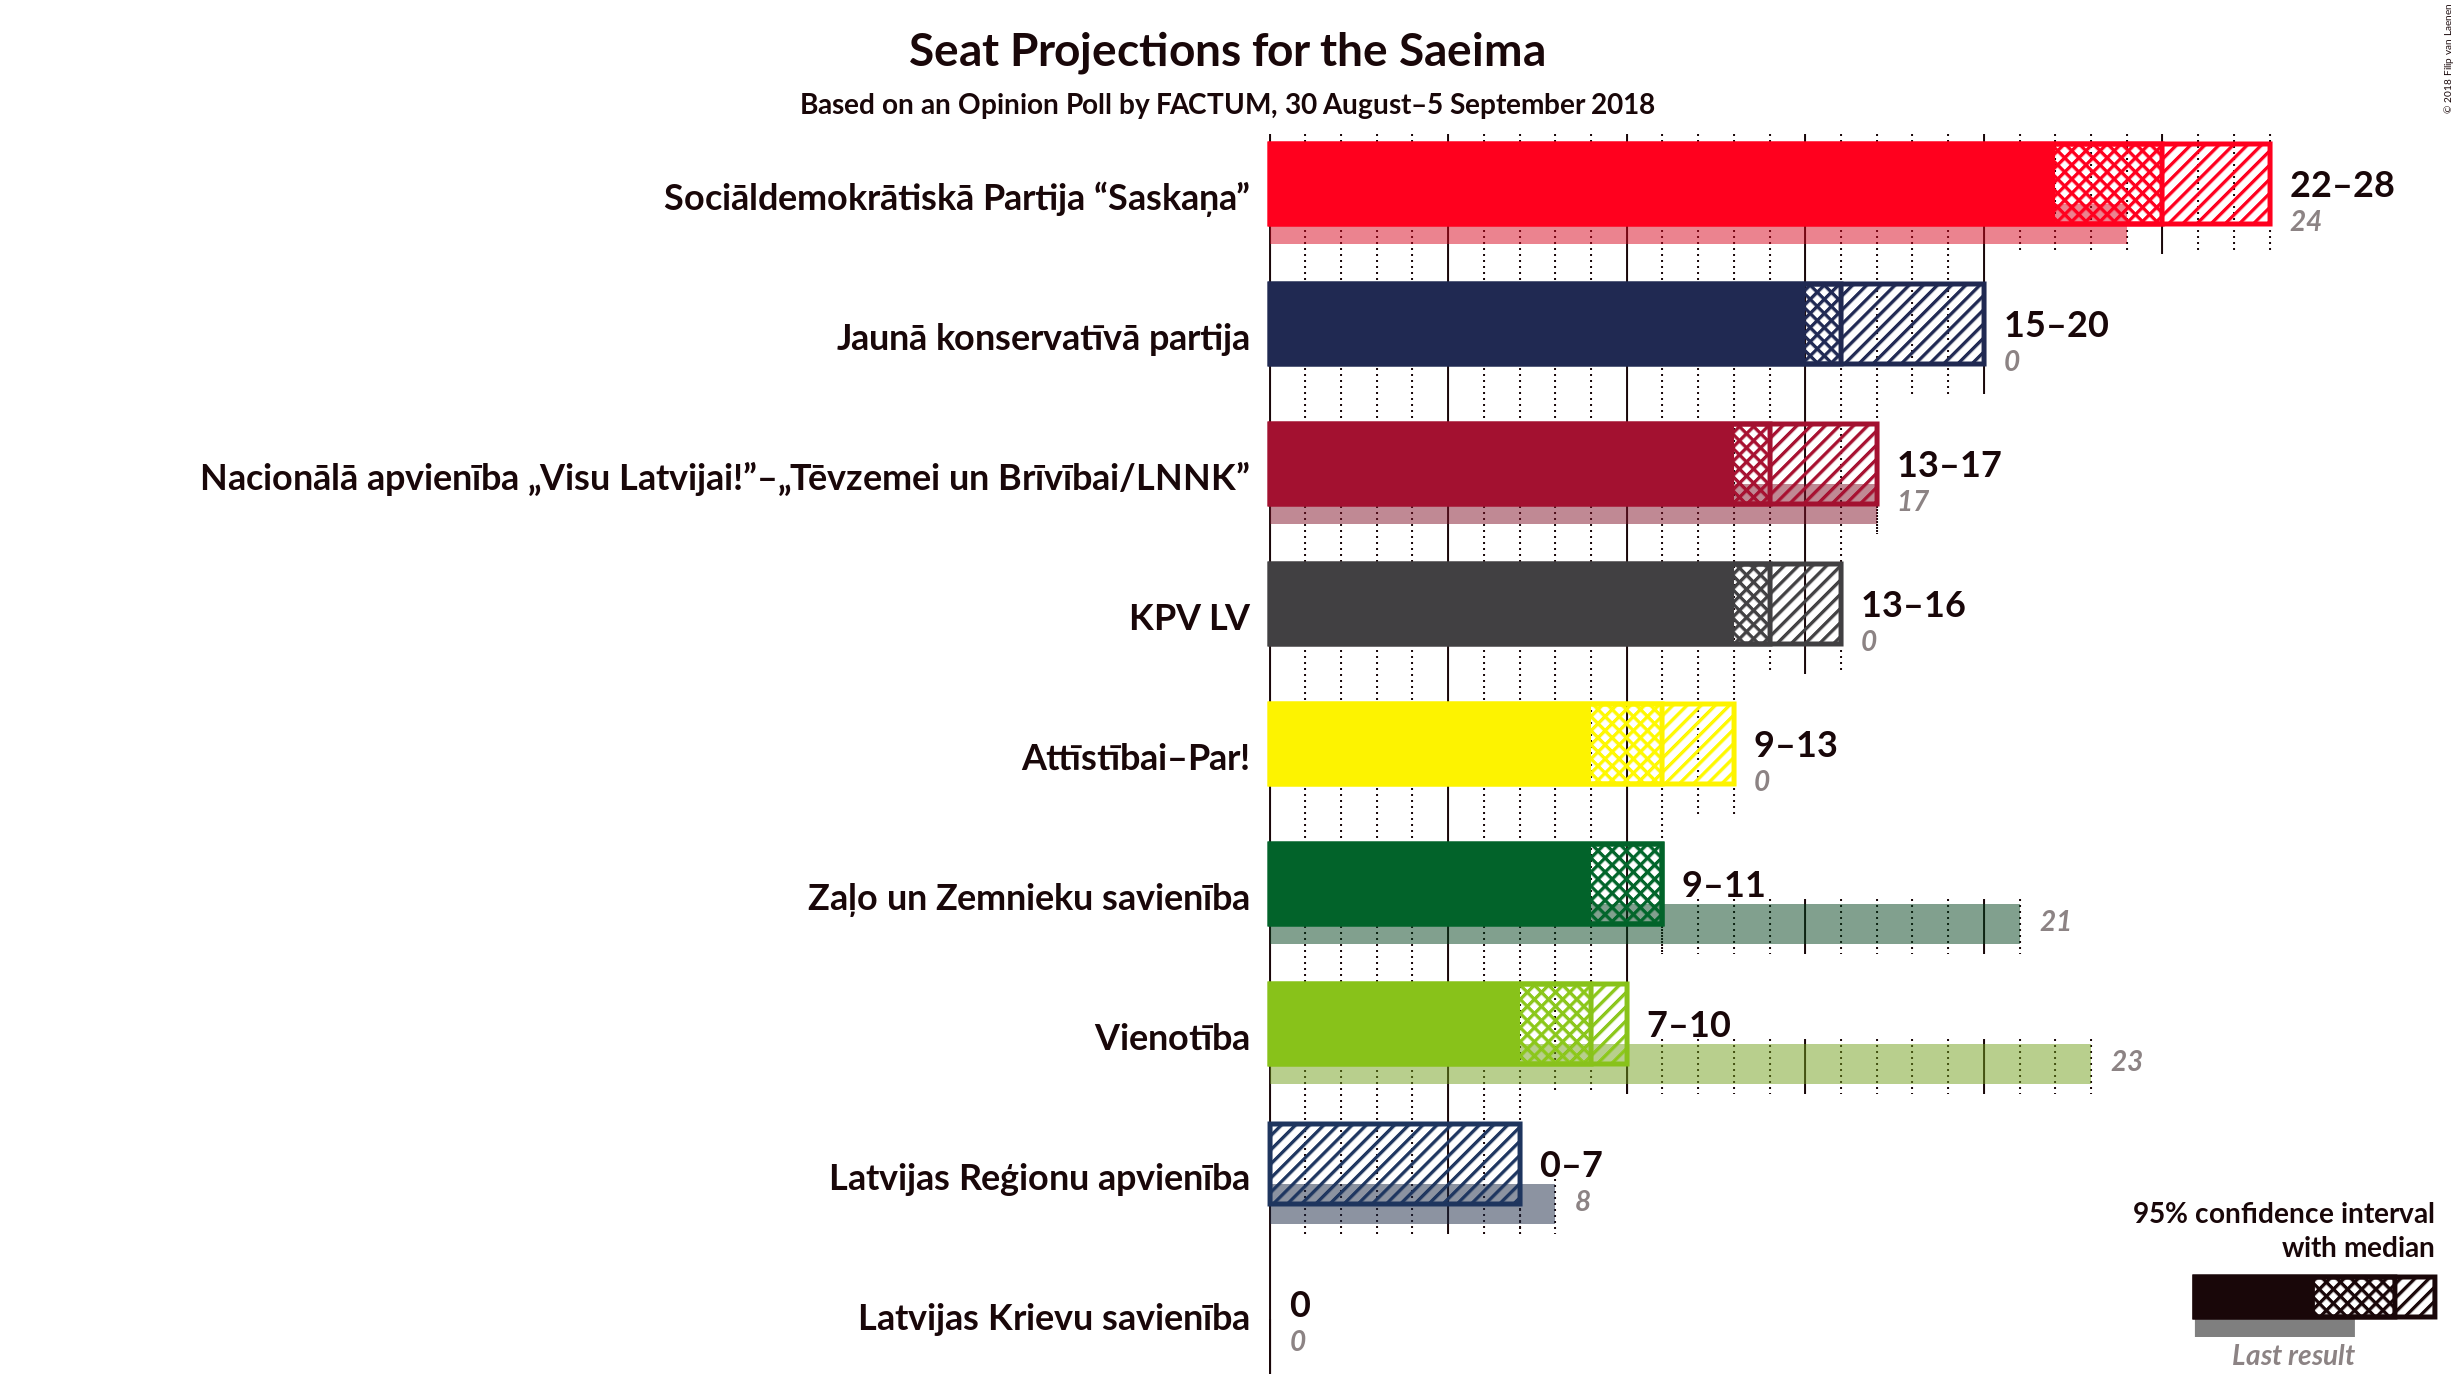 Seat Projections for the Saeima
Based on an Opinion Poll by FACTUM, 30 August–5 September 2018
© 2018 Filip van Laenen
Sociāldemokrātiskā Partija “Saskaņa”
22–28
24
Jaunā konservatīvā partija
15–20
0
Nacionālā apvienība „Visu Latvijai!”–„Tēvzemei un Brīvībai/LNNK”
13–17
17
KPV LV
13–16
0
Attīstībai–Par!
9–13
0
Zaļo un Zemnieku savienība
9–11
21
Vienotība
7–10
23
Latvijas Reģionu apvienība
0–7
8
Latvijas Krievu savienība
0
0
95% confidence interval
with median
Last result